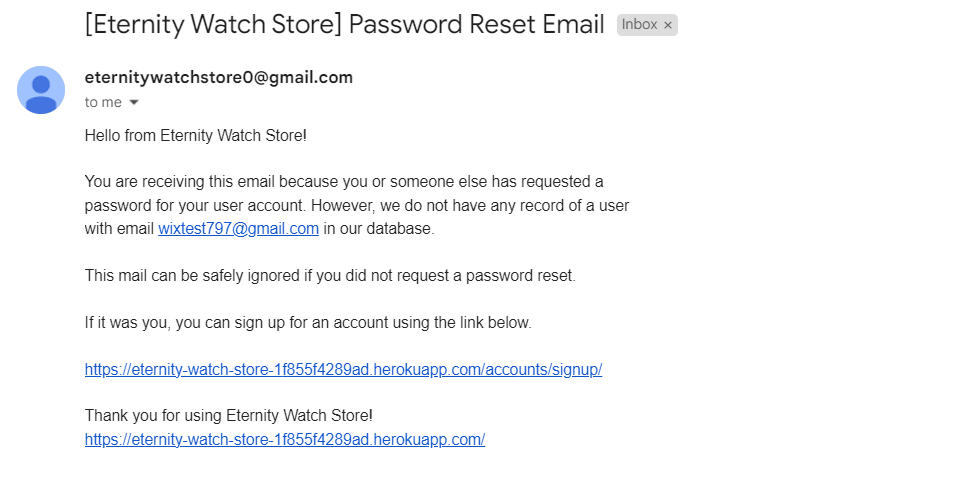 [Eternity Watch Store] Password Reset Email Inbox ×
eternitywatchstore0@gmail.com
to me
Hello from Eternity Watch Store!
You are receiving this email because you or someone else has requested a
password for your user account. However, we do not have any record of a user
with email wixtest797@gmail.com in our database.
This mail can be safely ignored if you did not request a password reset.
If it was you, you can sign up for an account using the link below.
https://eternity-watch-store-1f855f4289ad.herokuapp.com/accounts/signup/
Thank you for using Eternity Watch Store!
https://eternity-watch-store-1f855f4289ad.herokuapp.com/